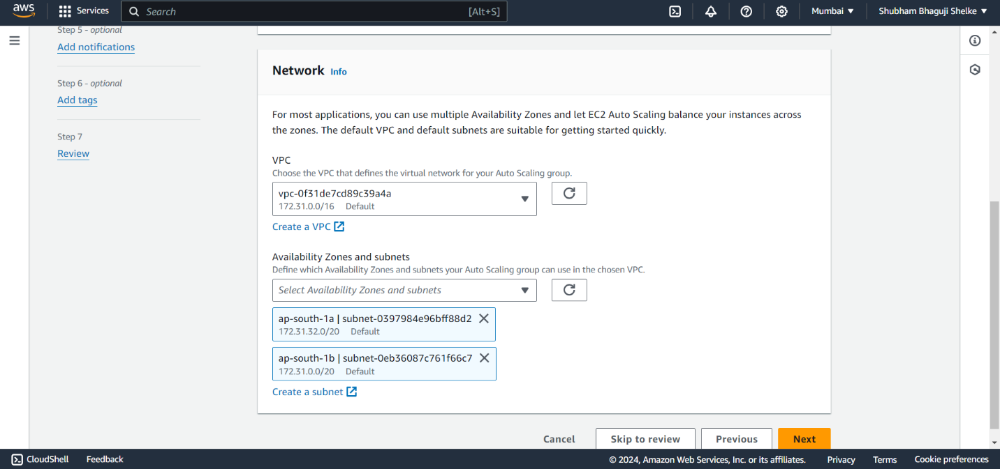 aws
Services
Search
[Alt+S]
Mumbai
Shubham Bhaguji Shelke
Step 5 - optional
Add notifications
Step 6 - optional
Add tags
Step 7
Review
Network Info
For most applications, you can use multiple Availability Zones and let EC2 Auto Scaling balance your instances across
the zones. The default VPC and default subnets are suitable for getting started quickly.
VPC
Choose the VPC that defines the virtual network for your Auto Scaling group.
vpc-0f31de7cd89c39a4a
172.31.0.0/16 Default
Create a VPC
Availability Zones and subnets
Define which Availability Zones and subnets your Auto Scaling group can use in the chosen VPC.
Select Availability Zones and subnets
ap-south-1a | subnet-0397984e96bff88d2
172.31.32.0/20 Default
ap-south-1b | subnet-0eb36087c761f66c7
172.31.0.0/20 Default
Create a subnet
Cancel
Skip to review
Previous
Next
CloudShell
Feedback
© 2024, Amazon Web Services, Inc. or its affiliates.
Privacy
Terms
Cookie preferences